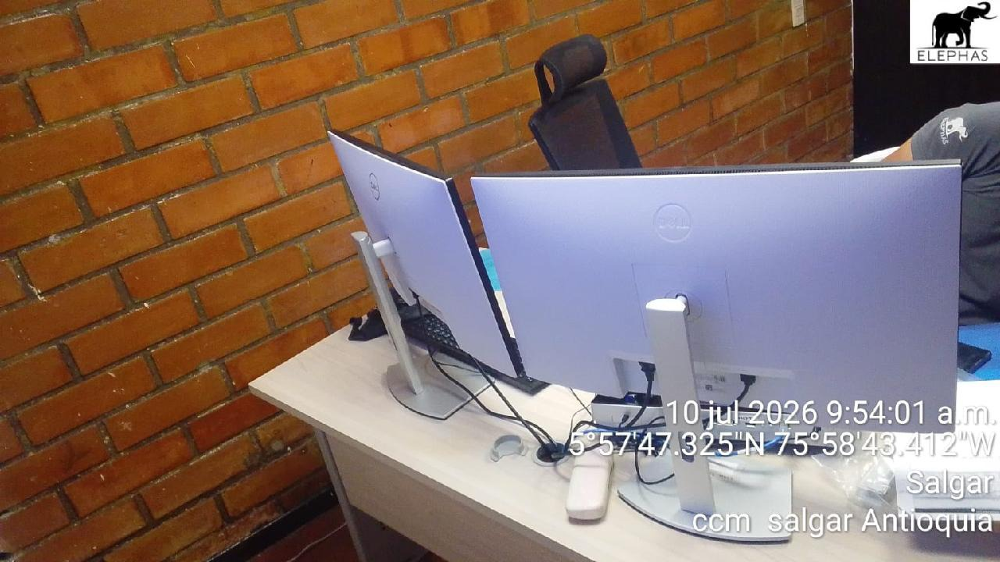 ELEPHAS
DELL
DELL
10 jul 2026 9:54:01 a.m.
5°57'47.325"N 75°58'43.412"W
Salgar
ccm salgar Antioquia